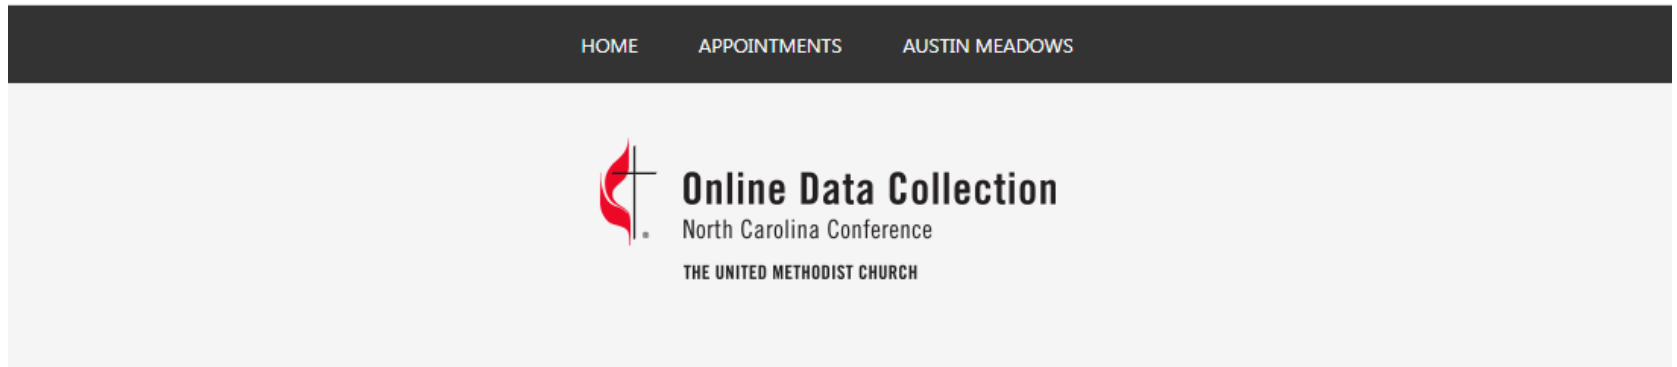 HOME APPOINTMENTS AUSTIN MEADOWS
Online Data Collection
North Carolina Conference
THE UNITED METHODIST CHURCH